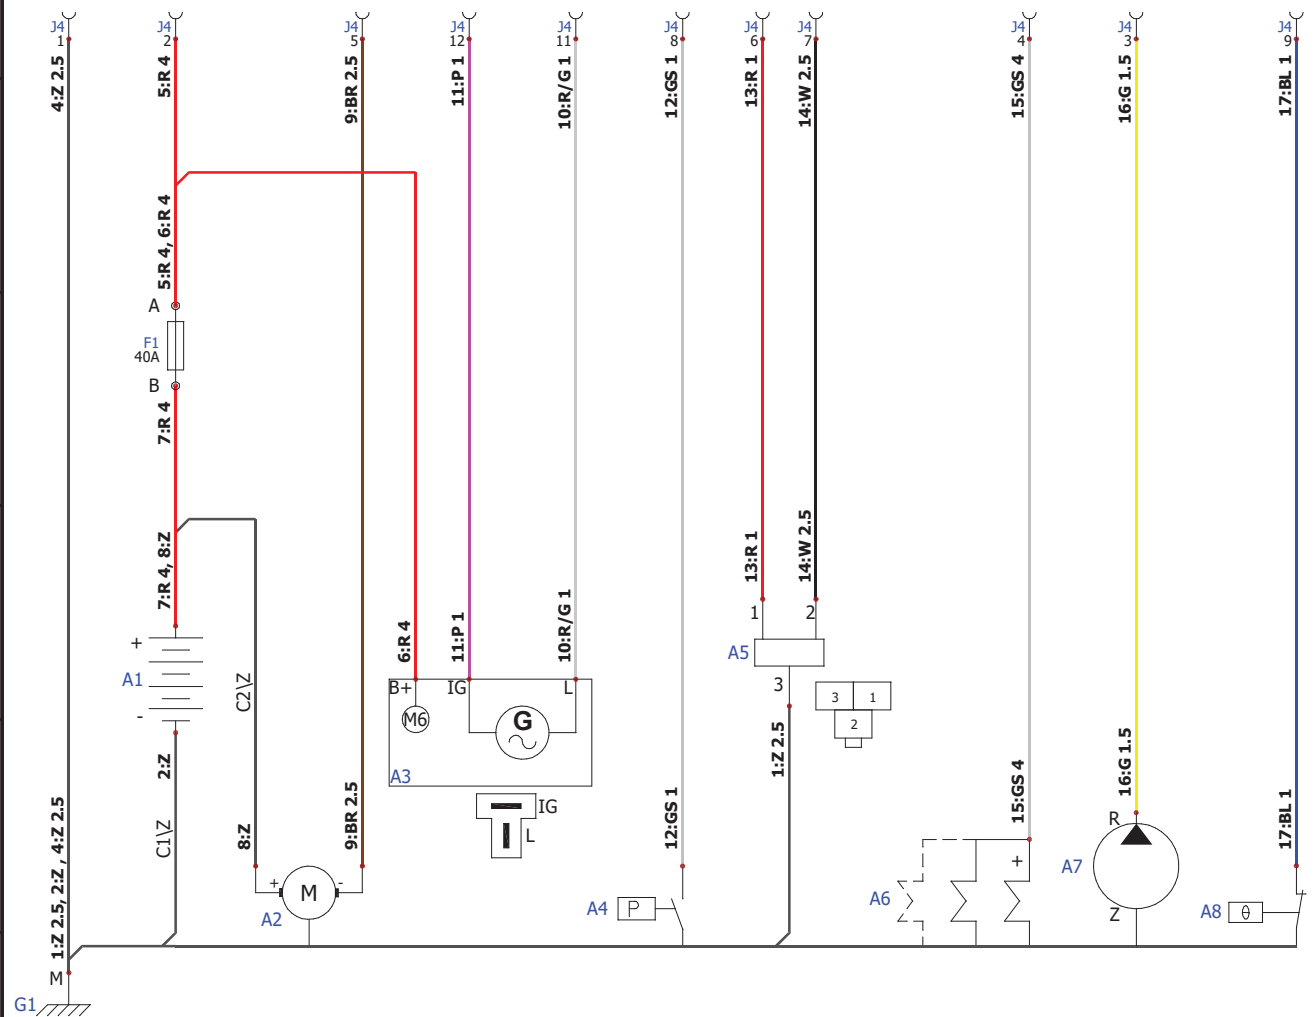 J4 J4 J4 J4 J4 J4 J4 J4 J4 J4 J4
1 2 5 12 11 8 6 7 4 3 9
4:Z 2.5
5:R 4
9:BR 2.5
11:P 1
10:R/G 1
12:GS 1
13:R 1
14:W 2.5
15:GS 4
16:G 1.5
17:BL 1
5:R 4, 6:R 4
A
F1
40A
B
7:R 4
7:R 4, 8:Z
13:R 1
14:W 2.5
6:R 4
11:P 1
10:R/G 1
1 2
+
A1
-
C2\Z
A5
3
B+ IG L
M6
G
A3
3 1
2
2:Z
C1\Z
8:Z
9:BR 2.5
IG
L
12:GS 1
1:Z 2.5
15:GS 4
16:G 1.5
17:BL 1
1:Z 2.5, 2:Z , 4:Z 2.5
+ M -
A2
A4 P
A6
+
R
A7
Z
A8 θ
M
G1